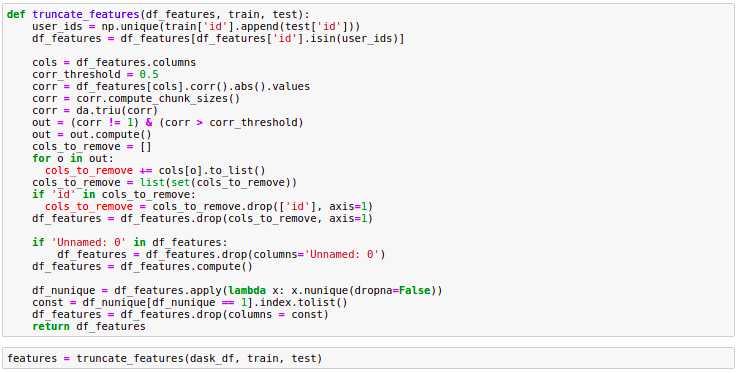 def truncate_features(df_features, train, test):
    user_ids = np.unique(train['id'].append(test['id']))
    df_features = df_features[df_features['id'].isin(user_ids)]

    cols = df_features.columns
    corr_threshold = 0.5
    corr = df_features[cols].corr().abs().values
    corr = corr.compute_chunk_sizes()
    corr = da.triu(corr)
    out = (corr != 1) & (corr > corr_threshold)
    out = out.compute()
    cols_to_remove = []
    for o in out:
      cols_to_remove += cols[o].to_list()
    cols_to_remove = list(set(cols_to_remove))
    if 'id' in cols_to_remove:
      cols_to_remove = cols_to_remove.drop(['id'], axis=1)
    df_features = df_features.drop(cols_to_remove, axis=1)

    if 'Unnamed: 0' in df_features:
        df_features = df_features.drop(columns='Unnamed: 0')
    df_features = df_features.compute()

    df_nunique = df_features.apply(lambda x: x.nunique(dropna=False))
    const = df_nunique[df_nunique == 1].index.tolist()
    df_features = df_features.drop(columns = const)
    return df_features

features = truncate_features(dask_df, train, test)